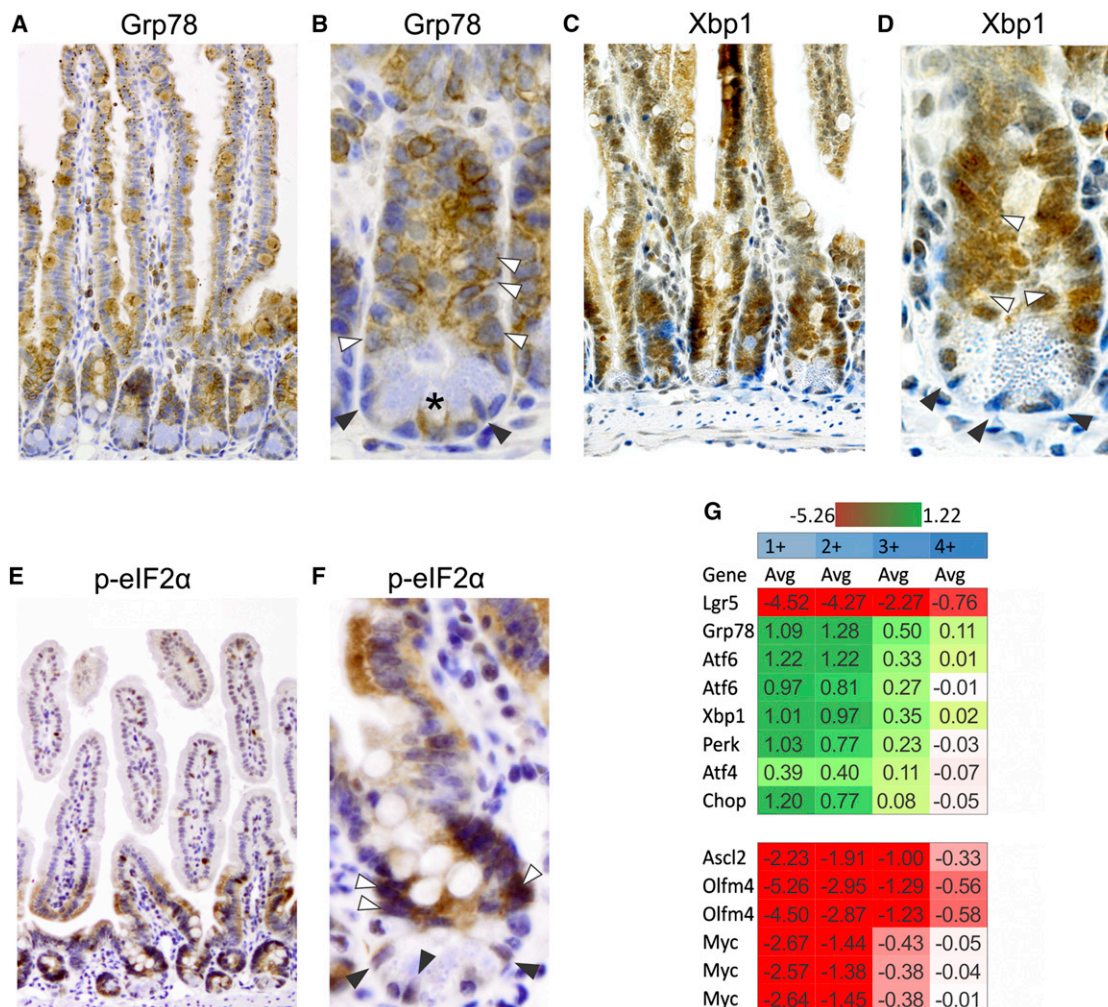 A Grp78
B Grp78
C Xbp1
D Xbp1
*
E p-eIF2α
F p-eIF2α
G
-5.26 1.22
1+ 2+ 3+ 4+
Gene Avg Avg Avg Avg
Lgr5 -4.52 -4.27 -2.27 -0.76
Grp78 1.09 1.28 0.50 0.11
Atf6 1.22 1.22 0.33 0.01
Atf6 0.97 0.81 0.27 -0.01
Xbp1 1.01 0.97 0.35 0.02
Perk 1.03 0.77 0.23 -0.03
Atf4 0.39 0.40 0.11 -0.07
Chop 1.20 0.77 0.08 -0.05
Ascl2 -2.23 -1.91 -1.00 -0.33
Olfm4 -5.26 -2.95 -1.29 -0.56
Olfm4 -4.50 -2.87 -1.23 -0.58
Myc -2.67 -1.44 -0.43 -0.05
Myc -2.57 -1.38 -0.38 -0.04
Myc -2.64 -1.45 -0.38 -0.01